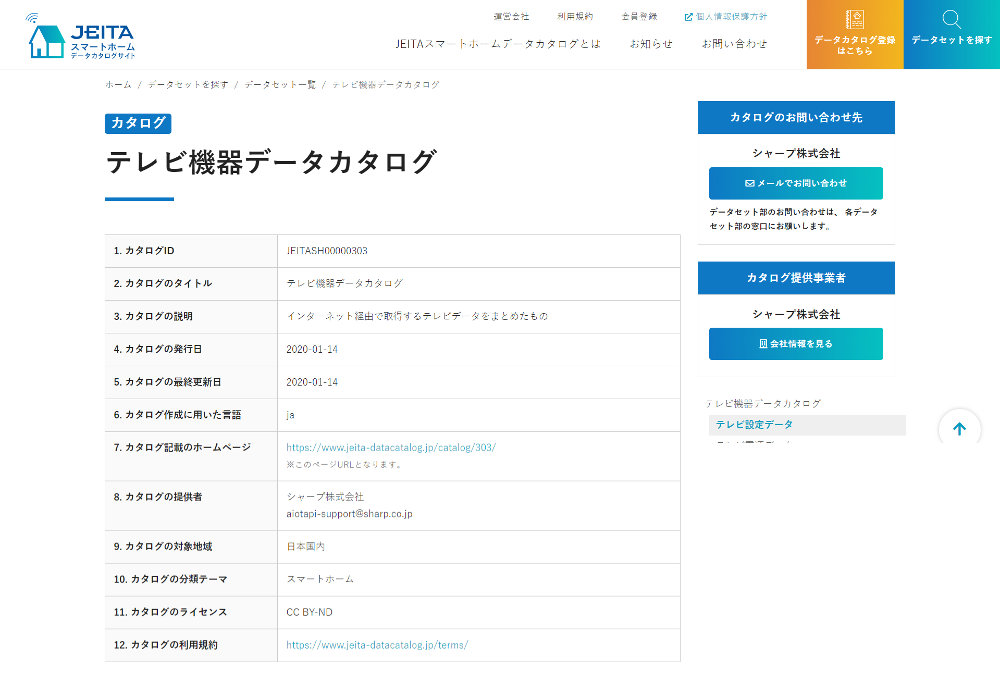 JEITA
スマートホーム
データカタログサイト
運営会社
利用規約
会員登録
個人情報保護方針
JEITAスマートホームデータカタログとは
お知らせ
お問い合わせ
データカタログ登録
はこちら
データセットを探す
ホーム / データセットを探す / データセット一覧 / テレビ機器データカタログ
カタログ
テレビ機器データカタログ
1. カタログID
JEITASH00000303
2. カタログのタイトル
テレビ機器データカタログ
3. カタログの説明
インターネット経由で取得するテレビデータをまとめたもの
4. カタログの発行日
2020-01-14
5. カタログの最終更新日
2020-01-14
6. カタログ作成に用いた言語
ja
7. カタログ記載のホームページ
https://www.jeita-datacatalog.jp/catalog/303/
※このページURLとなります。
8. カタログの提供者
シャープ株式会社
aiotapi-support@sharp.co.jp
9. カタログの対象地域
日本国内
10. カタログの分類テーマ
スマートホーム
11. カタログのライセンス
CC BY-ND
12. カタログの利用規約
https://www.jeita-datacatalog.jp/terms/
カタログのお問い合わせ先
シャープ株式会社
メールでお問い合わせ
データセット部のお問い合わせは、 各データ
セット部の窓口にお願いします。
カタログ提供事業者
シャープ株式会社
会社情報を見る
テレビ機器データカタログ
テレビ設定データ